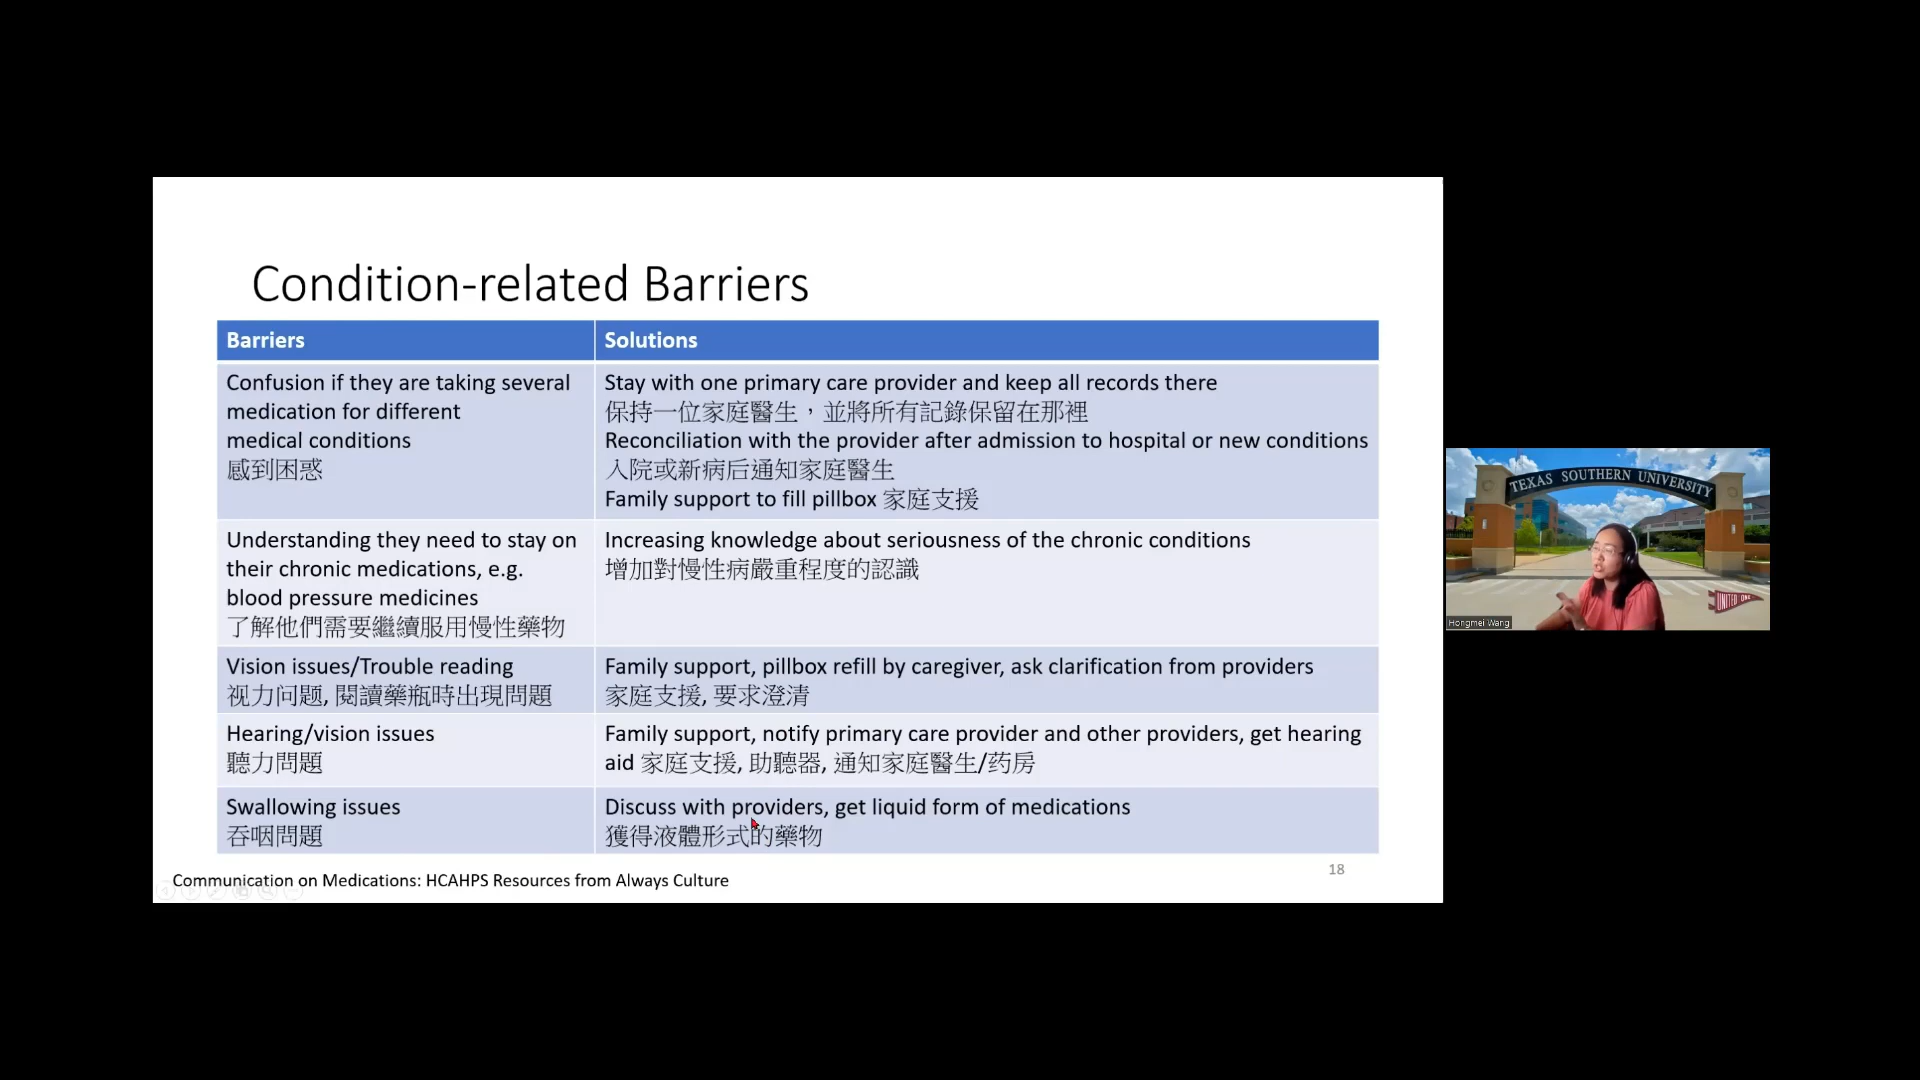 Condition-related Barriers
Barriers
Solutions
Confusion if they are taking several
medication for different
medical conditions
感到困惑
Stay with one primary care provider and keep all records there
保持一位家庭醫生，並將所有記錄保留在那裡
Reconciliation with the provider after admission to hospital or new conditions
入院或新病后通知家庭醫生
Family support to fill pillbox 家庭支援
Understanding they need to stay on
their chronic medications, e.g.
blood pressure medicines
了解他們需要繼續服用慢性藥物
Increasing knowledge about seriousness of the chronic conditions
增加對慢性病嚴重程度的認識
Vision issues/Trouble reading
视力问题, 閱讀藥瓶時出現問題
Family support, pillbox refill by caregiver, ask clarification from providers
家庭支援, 要求澄清
Hearing/vision issues
聽力問題
Family support, notify primary care provider and other providers, get hearing
aid 家庭支援, 助聽器, 通知家庭醫生/药房
Swallowing issues
吞咽問題
Discuss with providers, get liquid form of medications
獲得液體形式的藥物
Communication on Medications: HCAHPS Resources from Always Culture
18
TEXAS SOUTHERN UNIVERSITY
UNITED ONE
Hongmei Wang